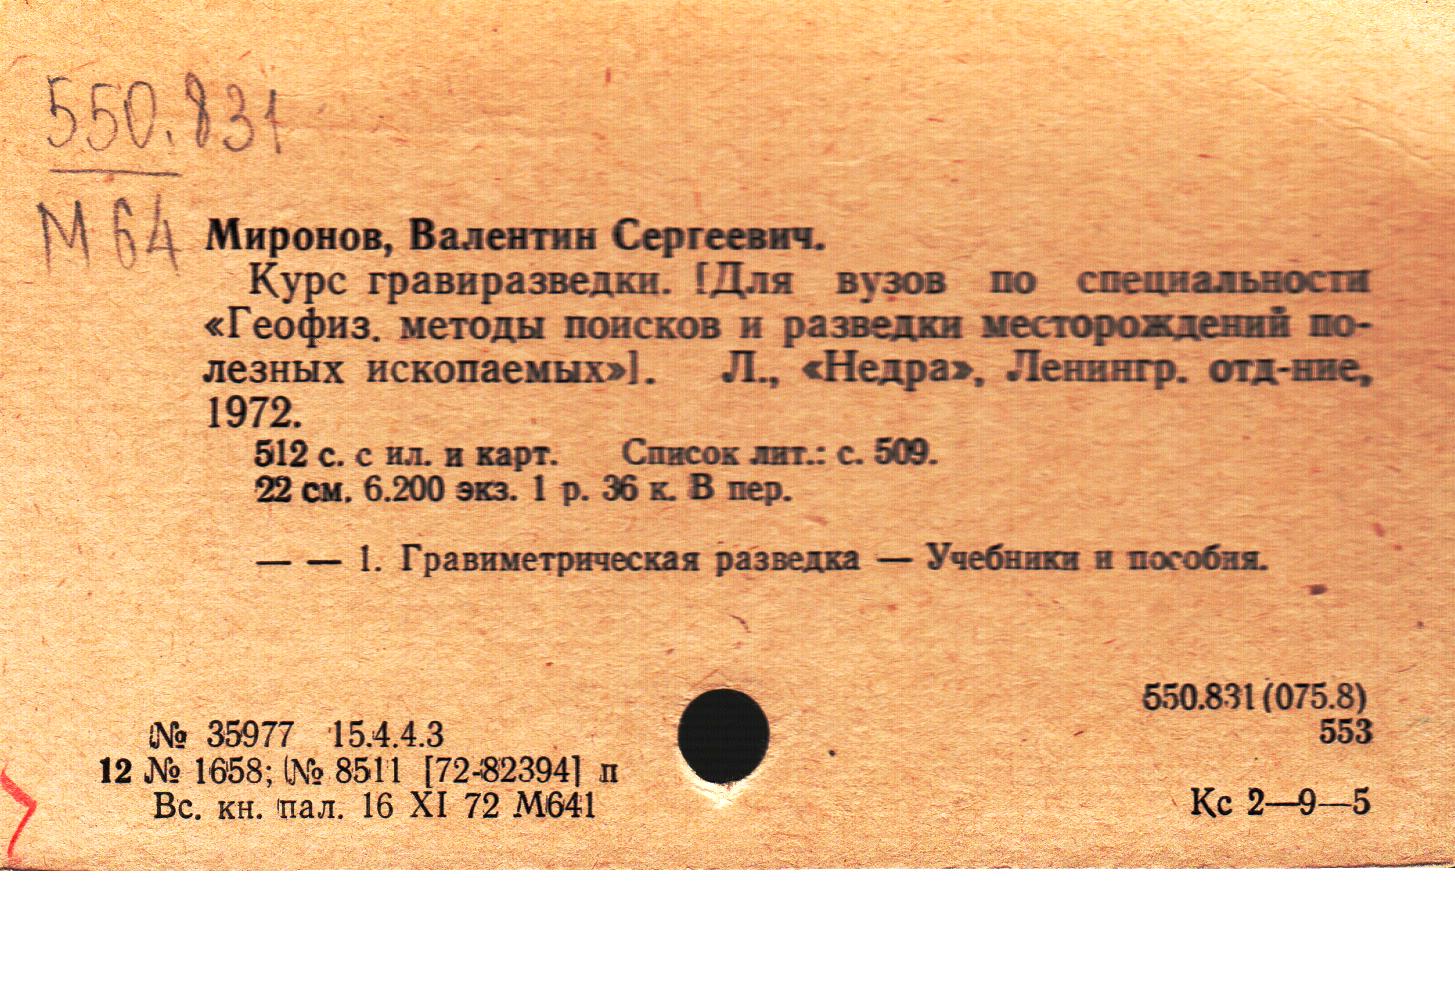 550.831
М64
Миронов, Валентин Сергеевич.
Курс гравиразведки. [Для вузов по специальности
«Геофиз. методы поисков и разведки месторождений по-
лезных ископаемых»]. Л., «Недра», Ленингр. отд-ние,
1972.
512 с. с ил. и карт. Список лит.: с. 509.
22 см. 6.200 экз. 1 р. 36 к. В пер.
— — 1. Гравиметрическая разведка — Учебники и пособия.
550.831(075.8)
553
№ 35977 15.4.4.3
12 № 1658; № 8511 [72-82394] п
Вс. кн. пал. 16 XI 72 М641
Кс 2—9—5